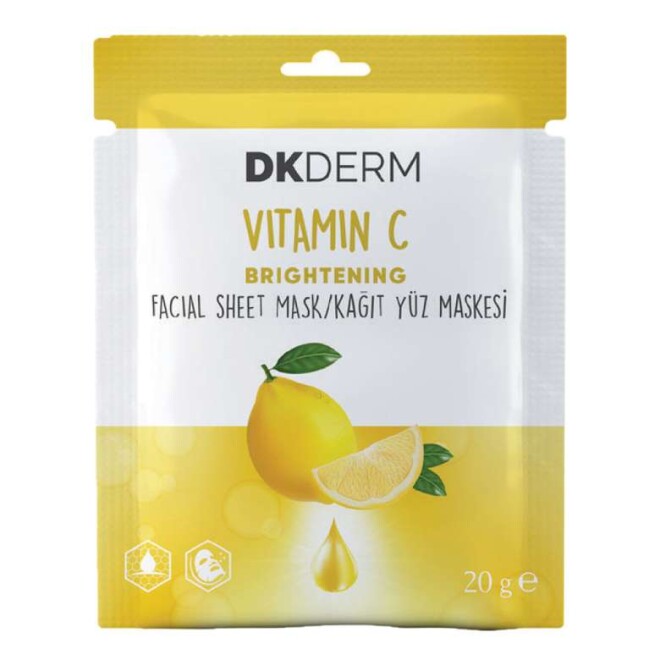 DKDERM
VITAMIN C
BRIGHTENING
FACIAL SHEET MASK/KAĞIT YÜZ MASKESİ
20 g ℮